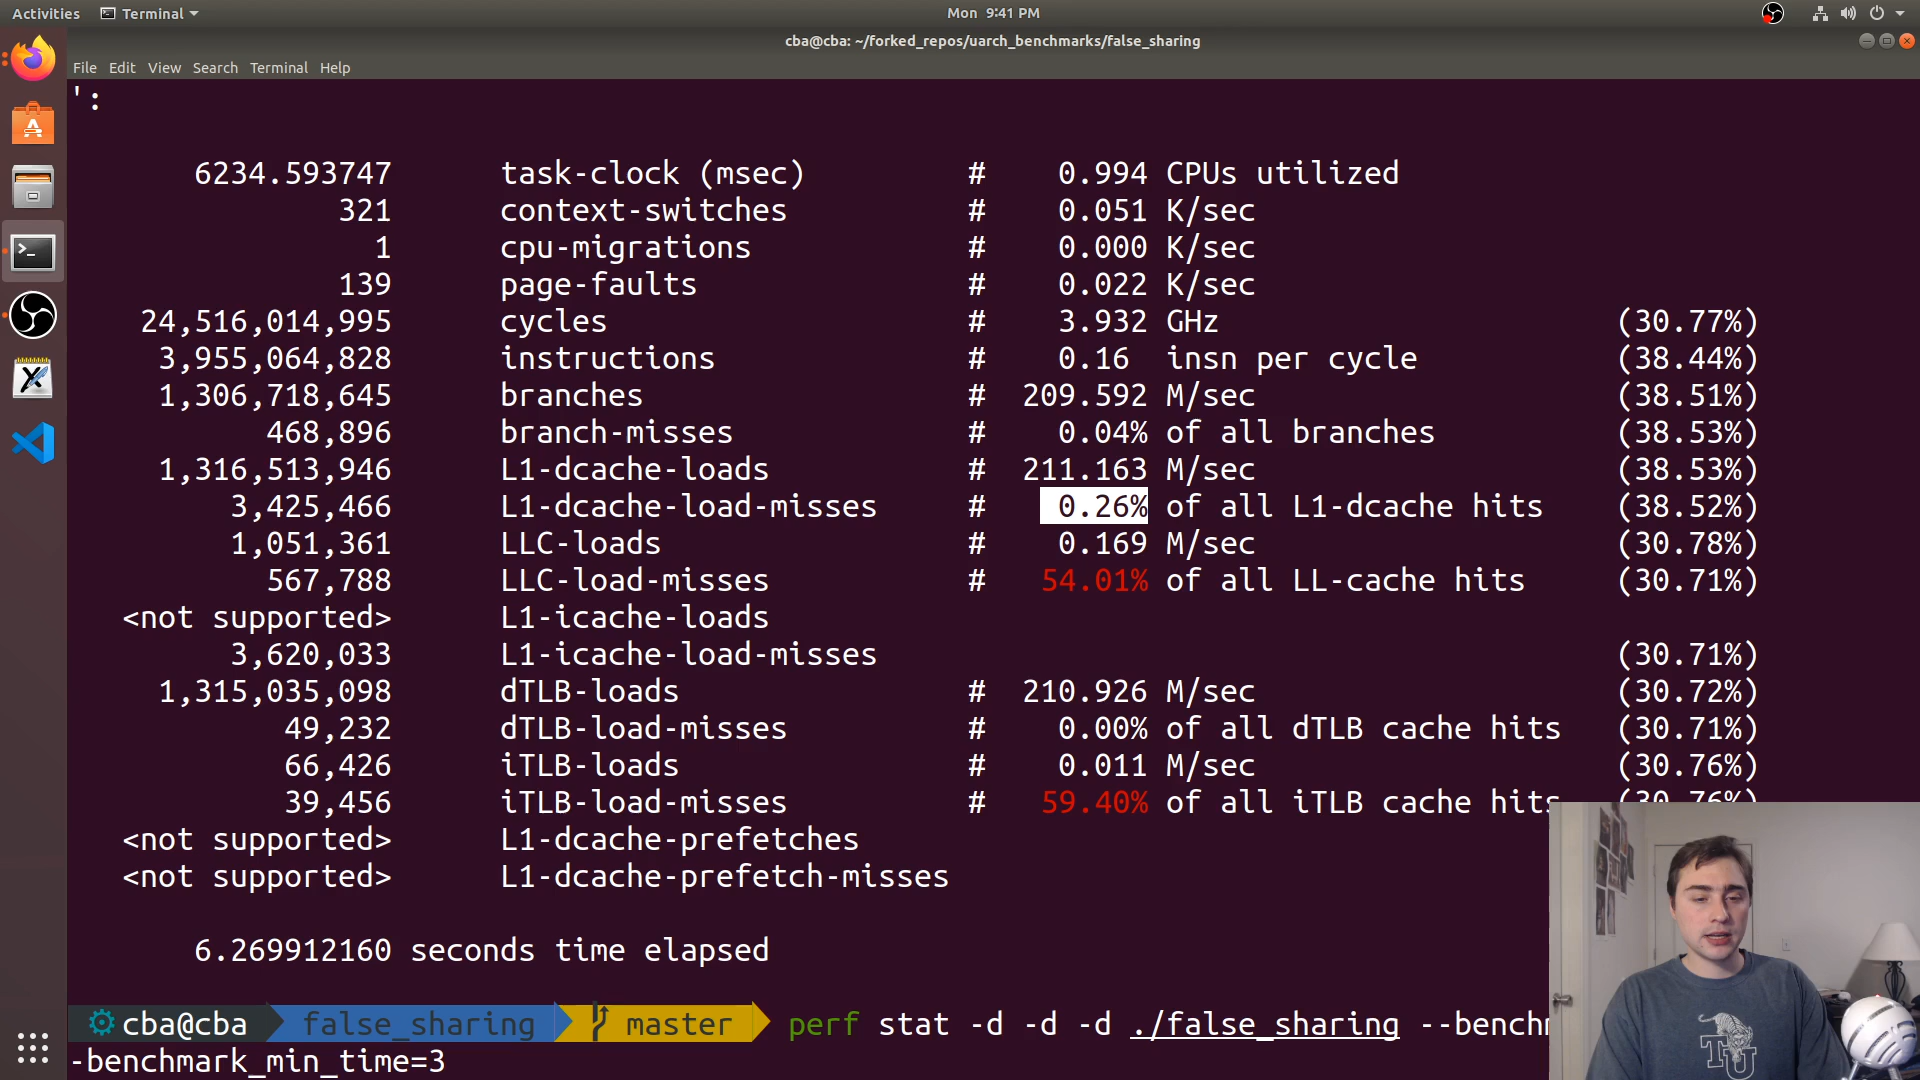 Activities Terminal Mon 9:41 PM
cba@cba: ~/forked_repos/uarch_benchmarks/false_sharing
File Edit View Search Terminal Help
':
6234.593747 task-clock (msec) # 0.994 CPUs utilized
321 context-switches # 0.051 K/sec
1 cpu-migrations # 0.000 K/sec
139 page-faults # 0.022 K/sec
24,516,014,995 cycles # 3.932 GHz (30.77%)
3,955,064,828 instructions # 0.16 insn per cycle (38.44%)
1,306,718,645 branches # 209.592 M/sec (38.51%)
468,896 branch-misses # 0.04% of all branches (38.53%)
1,316,513,946 L1-dcache-loads # 211.163 M/sec (38.53%)
3,425,466 L1-dcache-load-misses # 0.26% of all L1-dcache hits (38.52%)
1,051,361 LLC-loads # 0.169 M/sec (30.78%)
567,788 LLC-load-misses # 54.01% of all LL-cache hits (30.71%)
<not supported> L1-icache-loads
3,620,033 L1-icache-load-misses (30.71%)
1,315,035,098 dTLB-loads # 210.926 M/sec (30.72%)
49,232 dTLB-load-misses # 0.00% of all dTLB cache hits (30.71%)
66,426 iTLB-loads # 0.011 M/sec (30.76%)
39,456 iTLB-load-misses # 59.40% of all iTLB cache hits (30.76%)
<not supported> L1-dcache-prefetches
<not supported> L1-dcache-prefetch-misses
6.269912160 seconds time elapsed
cba@cba false_sharing master perf stat -d -d -d ./false_sharing --bench
-benchmark_min_time=3
TU